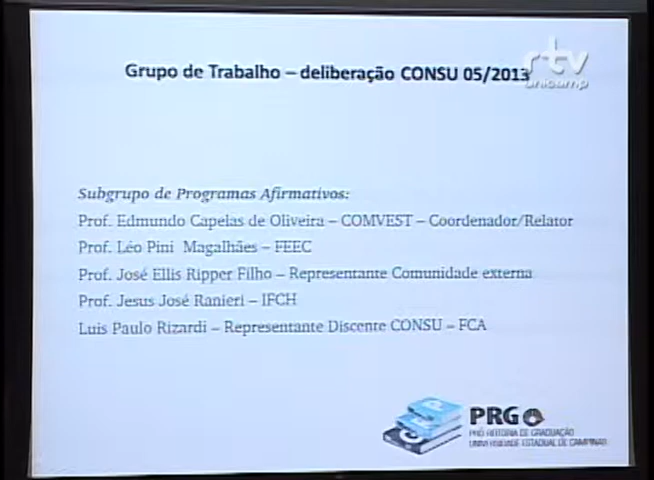 rtv
unicamp
Grupo de Trabalho – deliberação CONSU 05/2013
Subgrupo de Programas Afirmativos:
Prof. Edmundo Capelas de Oliveira – COMVEST – Coordenador/Relator
Prof. Léo Pini Magalhães – FEEC
Prof. José Ellis Ripper Filho – Representante Comunidade externa
Prof. Jesus José Ranieri – IFCH
Luis Paulo Rizardi – Representante Discente CONSU – FCA
PRG
PRÓ REITORIA DE GRADUAÇÃO
UNIVERSIDADE ESTADUAL DE CAMPINAS